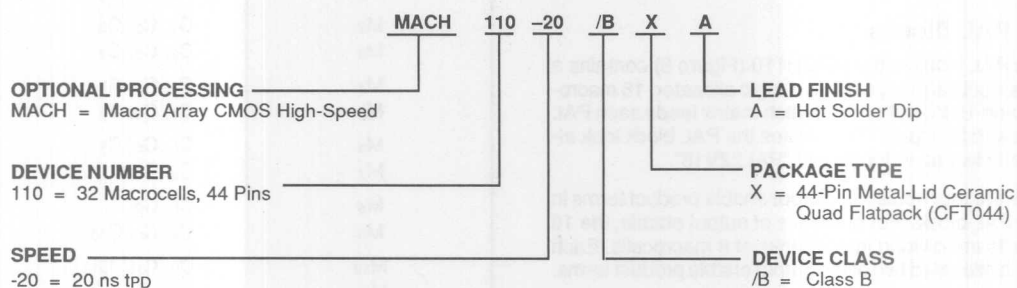 MACH 110 -20 /B X A
OPTIONAL PROCESSING
MACH = Macro Array CMOS High-Speed
DEVICE NUMBER
110 = 32 Macrocells, 44 Pins
SPEED
-20 = 20 ns tPD
LEAD FINISH
A = Hot Solder Dip
PACKAGE TYPE
X = 44-Pin Metal-Lid Ceramic
Quad Flatpack (CFT044)
DEVICE CLASS
/B = Class B